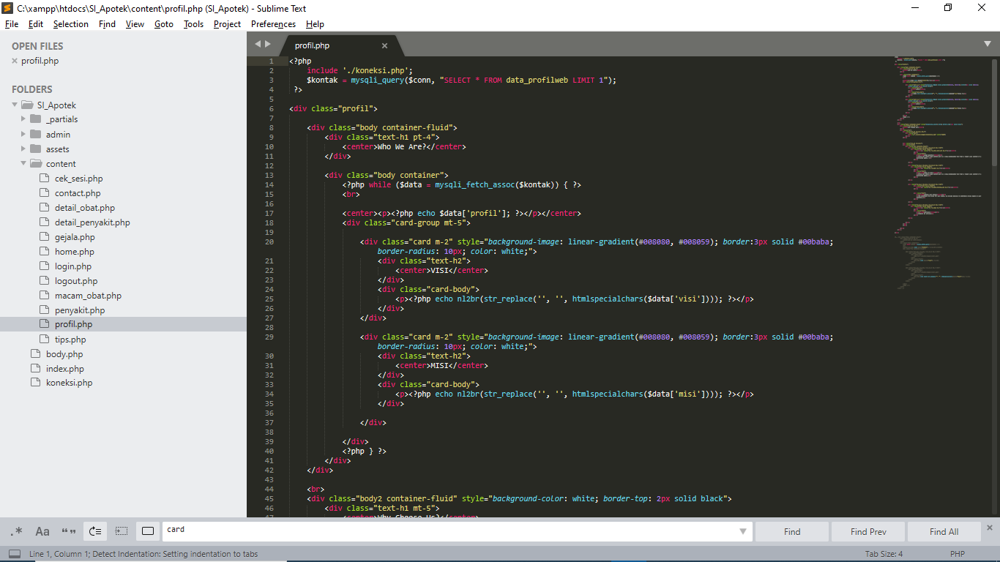 C:\xampp\htdocs\SI_Apotek\content\profil.php (SI_Apotek) - Sublime Text
File Edit Selection Find View Goto Tools Project Preferences Help
OPEN FILES
profil.php
FOLDERS
SI_Apotek
_partials
admin
assets
content
cek_sesi.php
contact.php
detail_obat.php
detail_penyakit.php
gejala.php
home.php
login.php
logout.php
macam_obat.php
penyakit.php
profil.php
tips.php
body.php
index.php
koneksi.php
profil.php
1 <?php
2 include './koneksi.php';
3 $kontak = mysqli_query($conn, "SELECT * FROM data_profilweb LIMIT 1");
4 ?>
5
6 <div class="profil">
7
8 <div class="body container-fluid">
9 <div class="text-h1 pt-4">
10 <center>Who We Are?</center>
11 </div>
12
13 <div class="body container">
14 <?php while ($data = mysqli_fetch_assoc($kontak)) { ?>
15 <br>
16
17 <center><p><?php echo $data['profil']; ?></p></center>
18 <div class="card-group mt-5">
19
20 <div class="card m-2" style="background-image: linear-gradient(#008080, #008059); border:3px solid #00baba;
border-radius: 10px; color: white;">
21 <div class="text-h2">
22 <center>VISI</center>
23 </div>
24 <div class="card-body">
25 <p><?php echo nl2br(str_replace('', '', htmlspecialchars($data['visi']))); ?></p>
26 </div>
27 </div>
28
29 <div class="card m-2" style="background-image: linear-gradient(#008080, #008059); border:3px solid #00baba;
border-radius: 10px; color: white;">
30 <div class="text-h2">
31 <center>MISI</center>
32 </div>
33 <div class="card-body">
34 <p><?php echo nl2br(str_replace('', '', htmlspecialchars($data['misi']))); ?></p>
35 </div>
36
37 </div>
38
39 </div>
40 <?php } ?>
41 </div>
42 </div>
43
44 <br>
45 <div class="body2 container-fluid" style="background-color: white; border-top: 2px solid black">
46 <div class="text-h1 mt-5">
47 <center>Why Choose Us?</center>
.* Aa “” card Find Find Prev Find All
Line 1, Column 1; Detect Indentation: Setting indentation to tabs Tab Size: 4 PHP